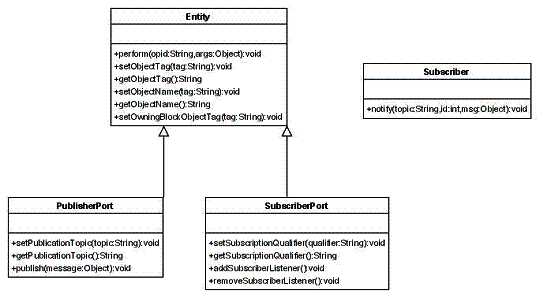 Entity
+perform(opid:String,args:Object):void
+setObjectTag(tag:String):void
+getObjectTag():String
+setObjectName(tag:String):void
+getObjectName():String
+setOwningBlockObjectTag(tag:String):void
Subscriber
+notify(topic:String,id:int,msg:Object):void
PublisherPort
+setPublicationTopic(topic:String):void
+getPublicationTopic():String
+publish(message:Object):void
SubscriberPort
+setSubscriptionQualifier(qualifier:String):void
+getSubscriptionQualifier():String
+addSubscriberListener():void
+removeSubscriberListener():void